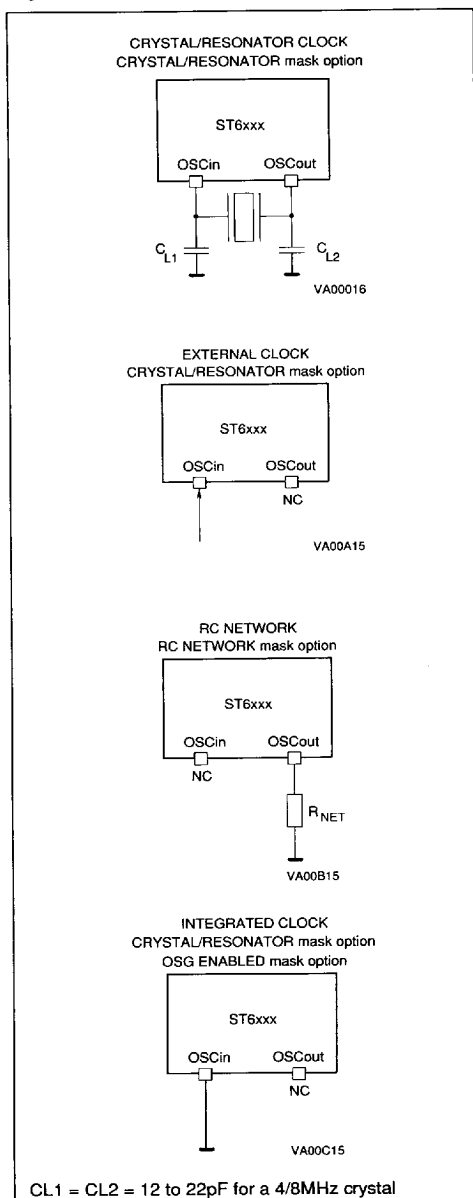 CRYSTAL/RESONATOR CLOCK
CRYSTAL/RESONATOR mask option
ST6xxx
OSCin OSCout
CL1 CL2
VA00016
EXTERNAL CLOCK
CRYSTAL/RESONATOR mask option
ST6xxx
OSCin OSCout
NC
VA00A15
RC NETWORK
RC NETWORK mask option
ST6xxx
OSCin OSCout
NC
RNET
VA00B15
INTEGRATED CLOCK
CRYSTAL/RESONATOR mask option
OSG ENABLED mask option
ST6xxx
OSCin OSCout
NC
VA00C15
CL1 = CL2 = 12 to 22pF for a 4/8MHz crystal